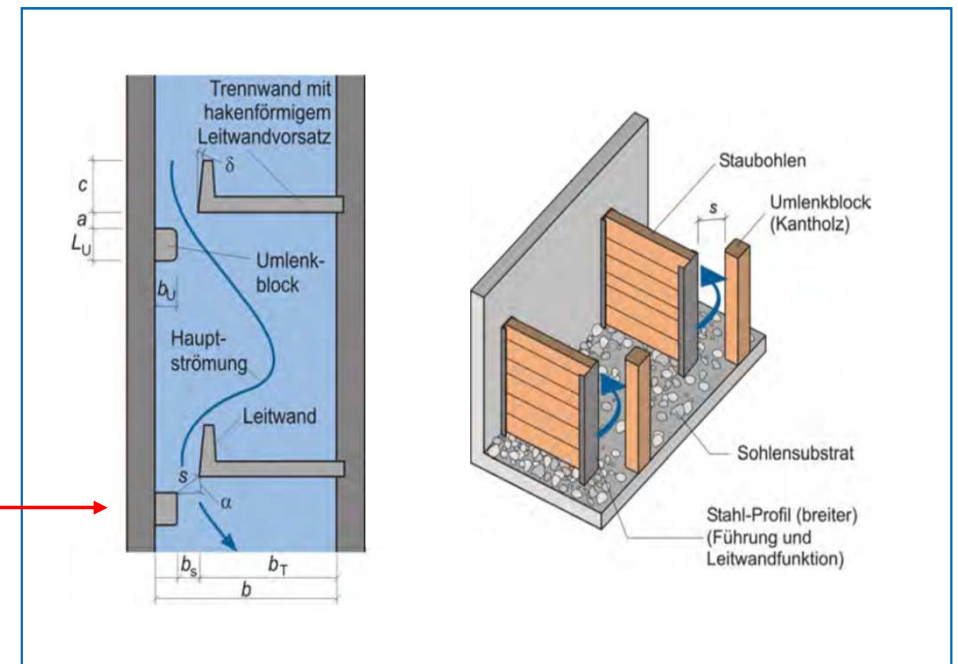 Trennwand mit
hakenförmigem
Leitwandvorsatz
δ
c
a
L_U
Umlenk-
block
b_U
Haupt-
strömung
Leitwand
s
α
b_s
b_T
b
Staubohlen
s
Umlenkblock
(Kantholz)
Sohlensubstrat
Stahl-Profil (breiter)
(Führung und
Leitwandfunktion)